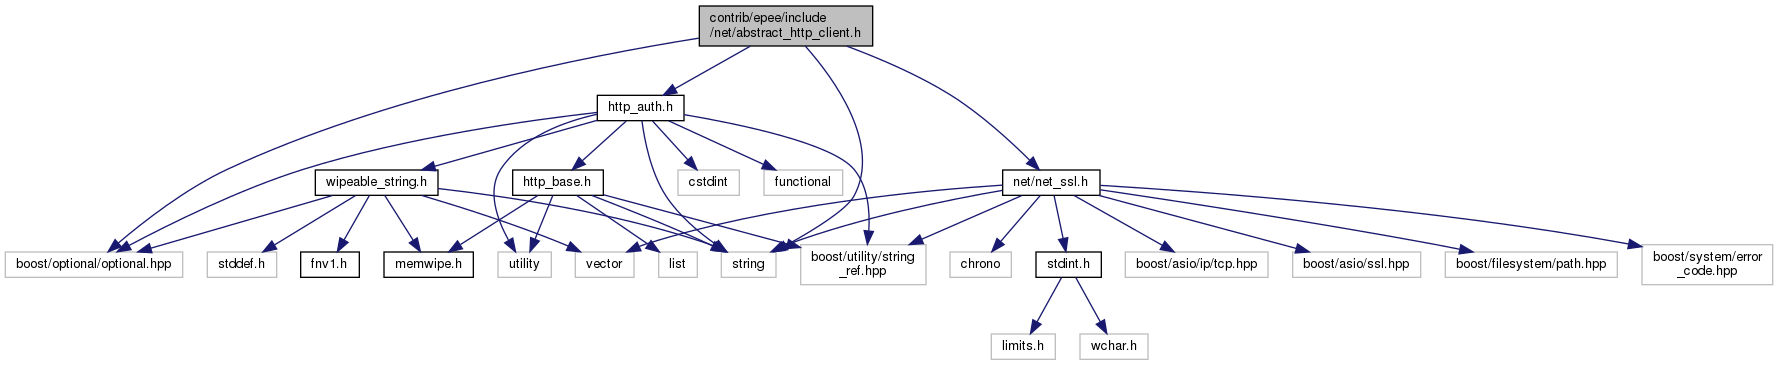 contrib/epee/include
/net/abstract_http_client.h
http_auth.h
wipeable_string.h
http_base.h
cstdint
functional
net/net_ssl.h
boost/optional/optional.hpp
stddef.h
fnv1.h
memwipe.h
utility
vector
list
string
boost/utility/string
_ref.hpp
chrono
stdint.h
boost/asio/ip/tcp.hpp
boost/asio/ssl.hpp
boost/filesystem/path.hpp
boost/system/error
_code.hpp
limits.h
wchar.h